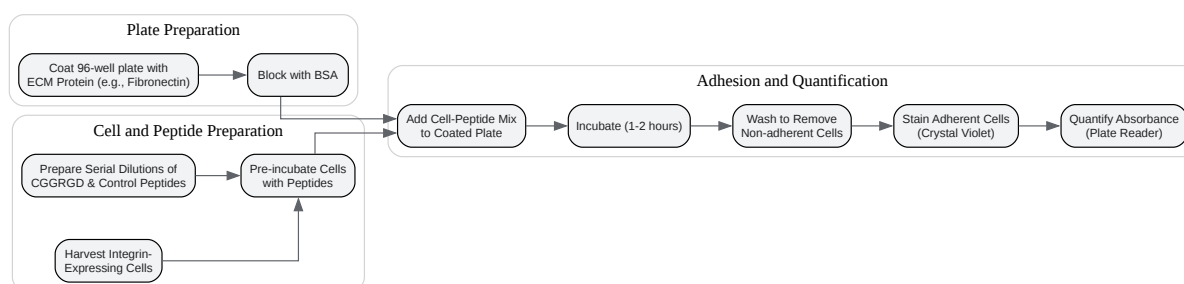 Plate Preparation
Coat 96-well plate with
ECM Protein (e.g., Fibronectin)
Block with BSA
Cell and Peptide Preparation
Prepare Serial Dilutions of
CGGRGD & Control Peptides
Pre-incubate Cells
with Peptides
Harvest Integrin-
Expressing Cells
Adhesion and Quantification
Add Cell-Peptide Mix
to Coated Plate
Incubate (1-2 hours)
Wash to Remove
Non-adherent Cells
Stain Adherent Cells
(Crystal Violet)
Quantify Absorbance
(Plate Reader)